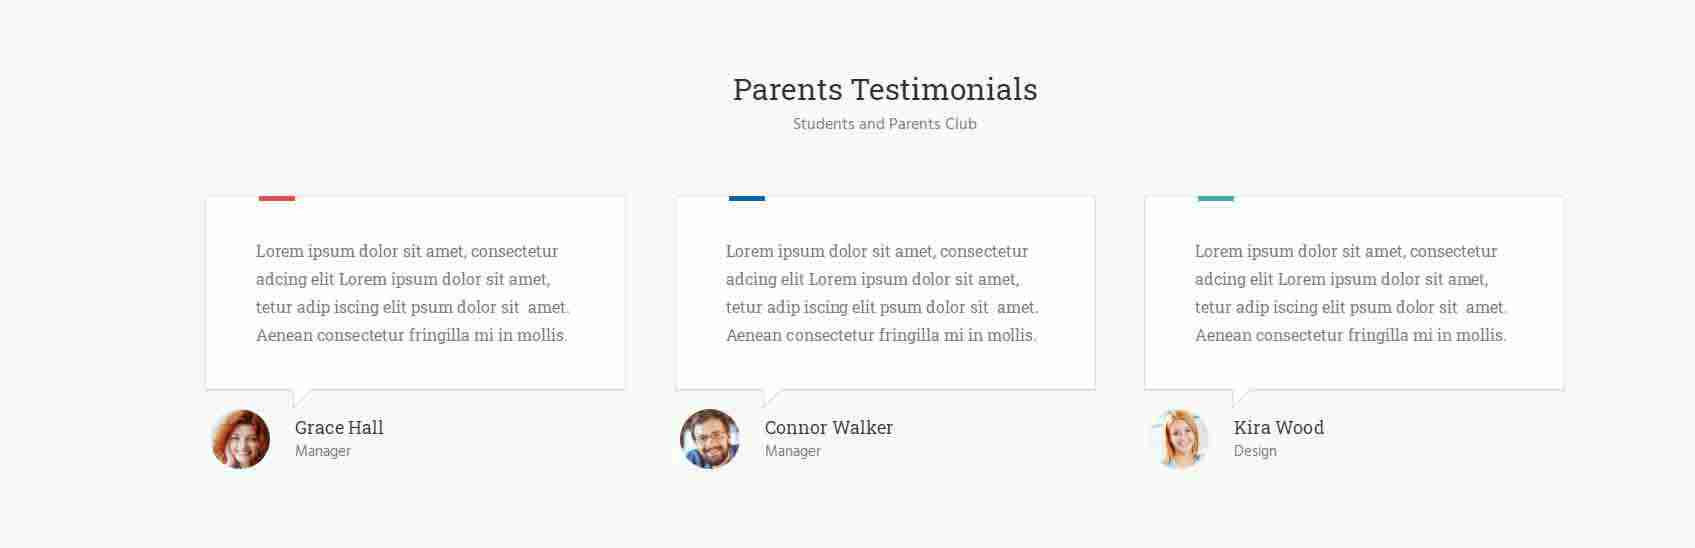 Parents Testimonials
Students and Parents Club
Lorem ipsum dolor sit amet, consectetur
adcing elit Lorem ipsum dolor sit amet,
tetur adip iscing elit psum dolor sit  amet.
Aenean consectetur fringilla mi in mollis.
Grace Hall
Manager
Lorem ipsum dolor sit amet, consectetur
adcing elit Lorem ipsum dolor sit amet,
tetur adip iscing elit psum dolor sit  amet.
Aenean consectetur fringilla mi in mollis.
Connor Walker
Manager
Lorem ipsum dolor sit amet, consectetur
adcing elit Lorem ipsum dolor sit amet,
tetur adip iscing elit psum dolor sit  amet.
Aenean consectetur fringilla mi in mollis.
Kira Wood
Design